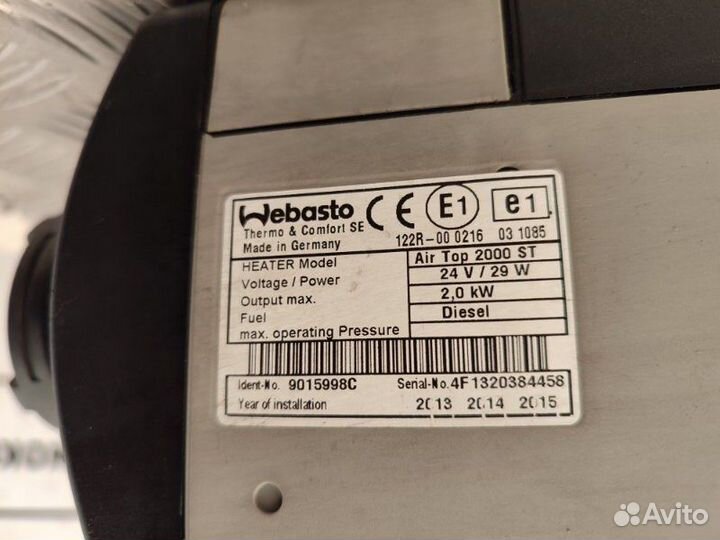 Webasto CE E1 e1
Thermo & Comfort SE
Made in Germany 122R-00 0216 03 1085
HEATER Model Air Top 2000 ST
Voltage / Power 24 V / 29 W
Output max. 2,0 kW
Fuel Diesel
max. operating Pressure
Ident-No. 9015998C Serial-No. 4F1320384458
Year of installation 2013 2014 2015
Avito